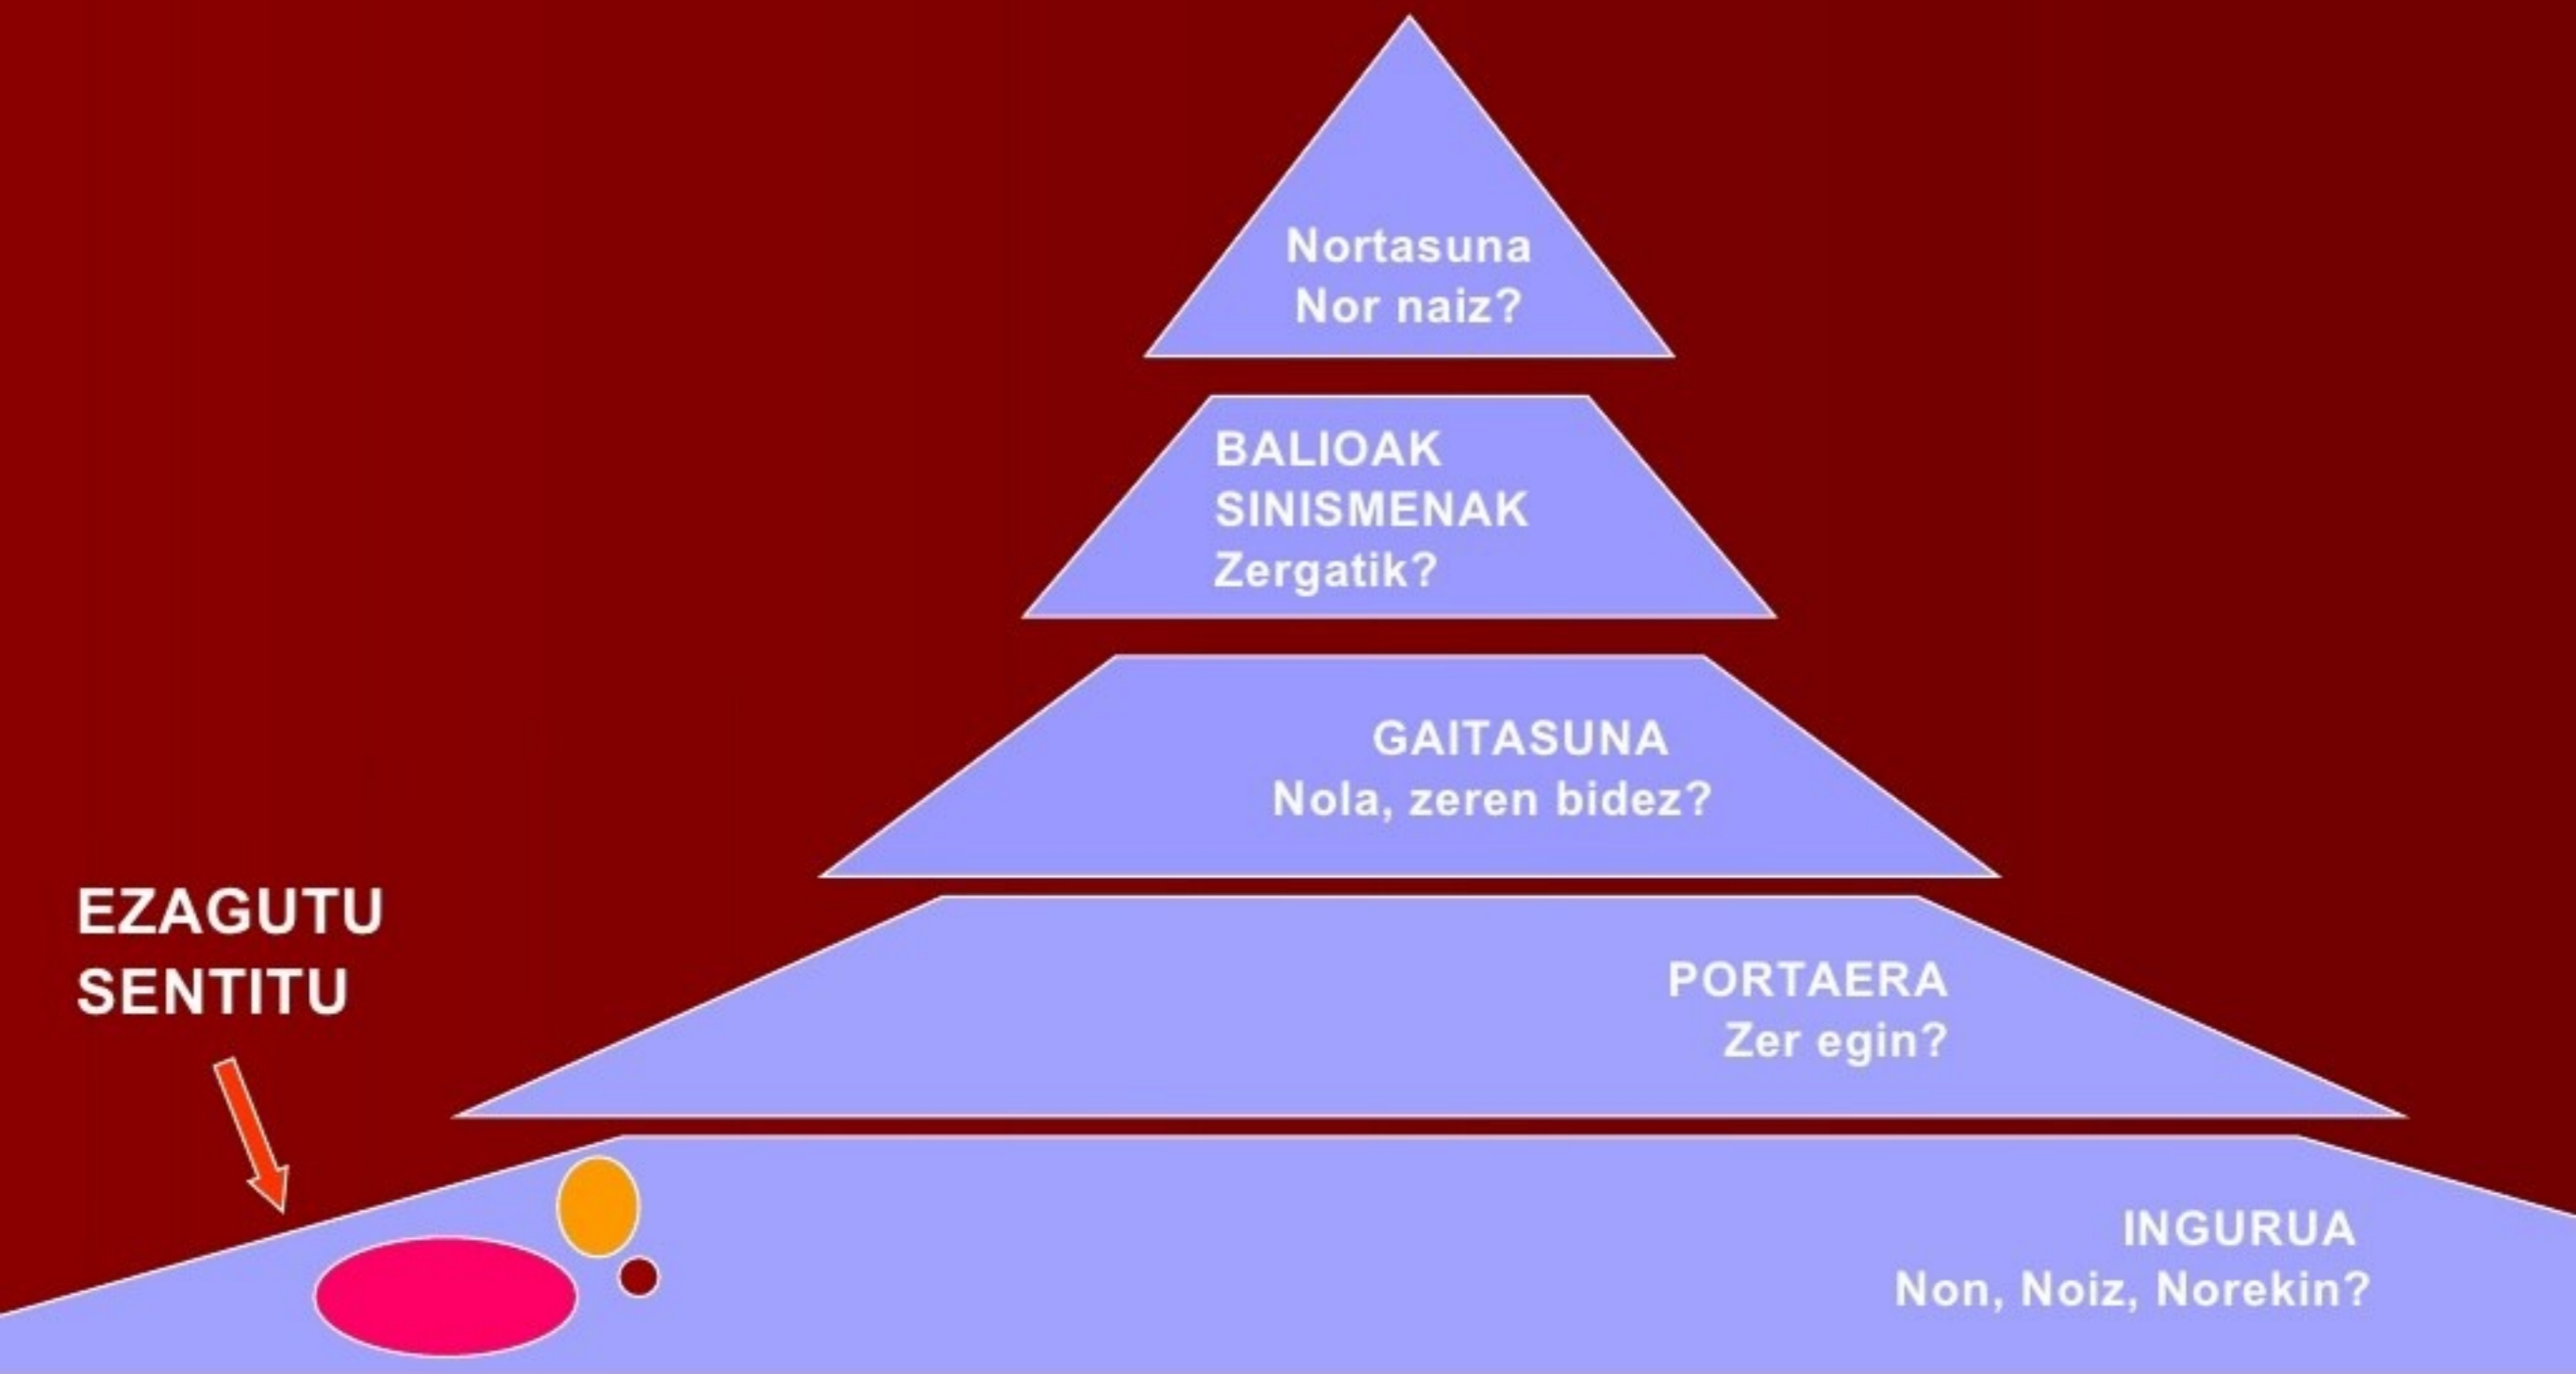 Nortasuna
Nor naiz?
BALIOAK
SINISMENAK
Zergatik?
GAITASUNA
Nola, zeren bidez?
EZAGUTU
SENTITU
PORTAERA
Zer egin?
INGURUA
Non, Noiz, Norekin?